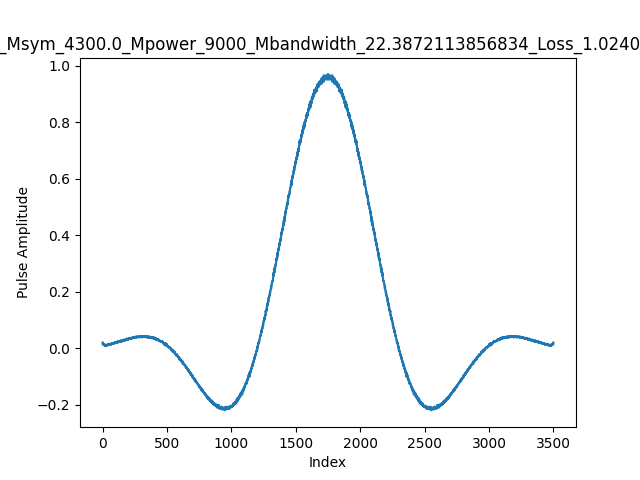 _Msym_4300.0_Mpower_9000_Mbandwidth_22.3872113856834_Loss_1.0240
1.0
0.8
0.6
0.4
0.2
0.0
−0.2
Pulse Amplitude
0 500 1000 1500 2000 2500 3000 3500
Index